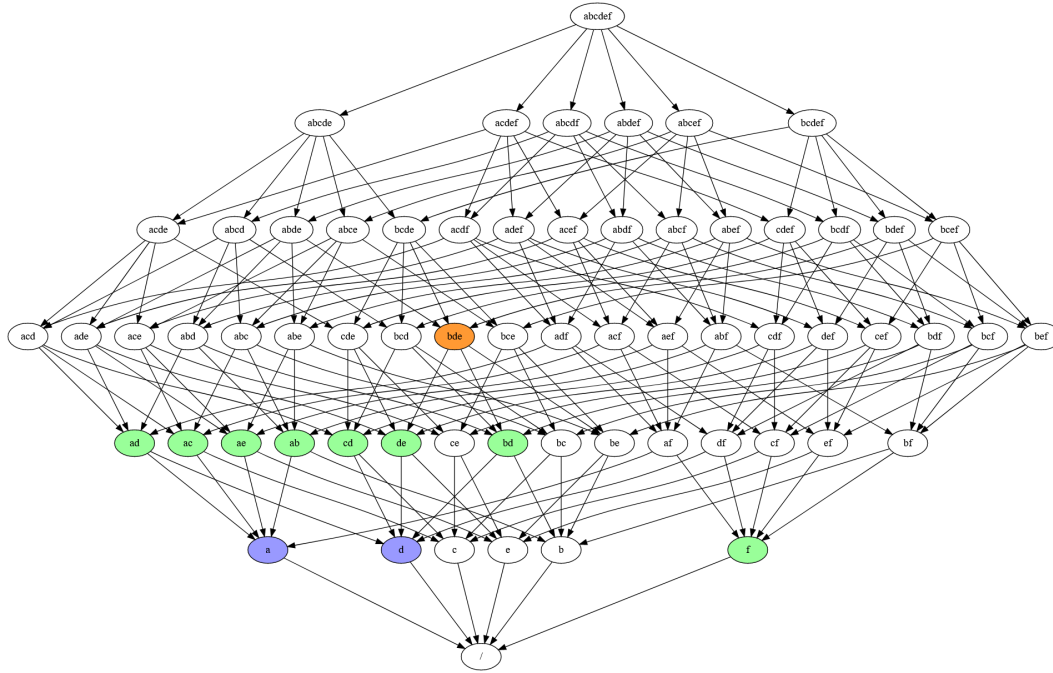 abcdef
abcde acdef abcdf abdef abcef bcdef
acde abcd abde abce bcde acdf adef acef abdf abcf abef cdef bcdf bdef bcef
acd ade ace abd abc abe cde bcd bde bce adf acf aef abf cdf def cef bdf bcf bef
ad ac ae ab cd de ce bd bc be af df cf ef bf
a d c e b f
/